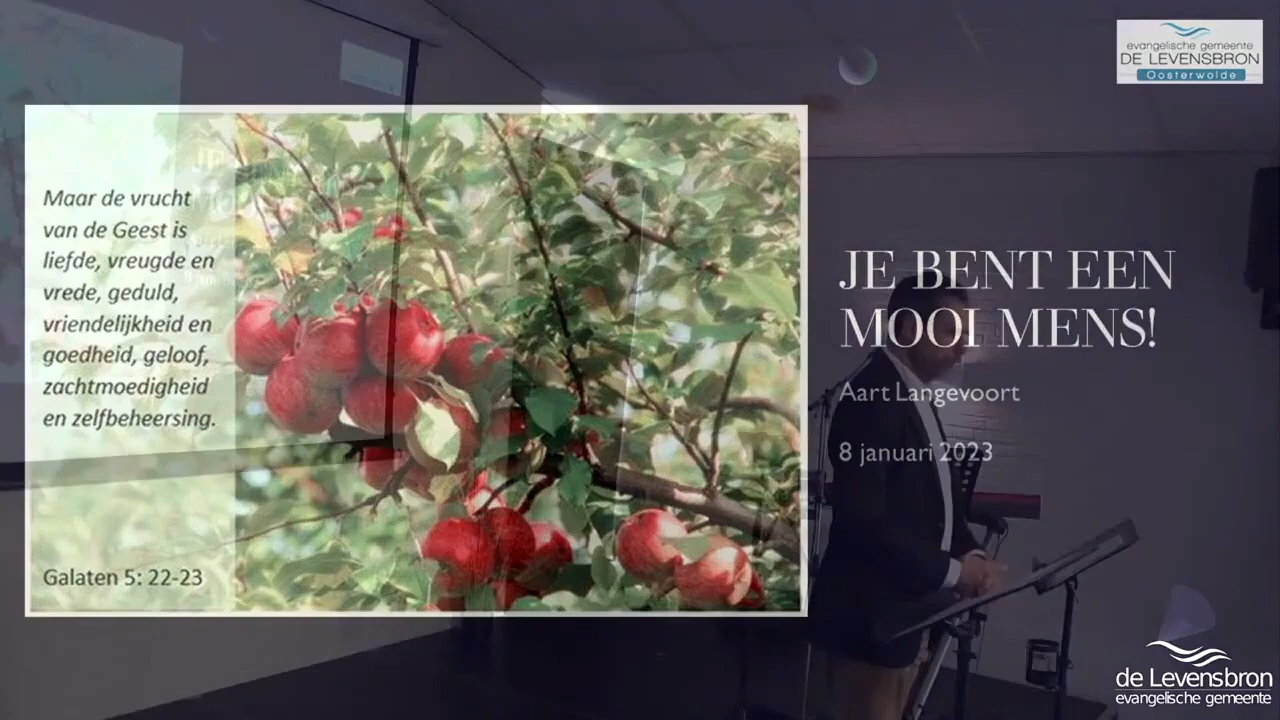 evangelische gemeente
DE LEVENSBRON
Oosterwolde
Maar de vrucht
van de Geest is
liefde, vreugde en
vrede, geduld,
vriendelijkheid en
goedheid, geloof,
zachtmoedigheid
en zelfbeheersing.
Galaten 5: 22-23
JE BENT EEN
MOOI MENS!
Aart Langevoort
8 januari 2023
de Levensbron
evangelische gemeente